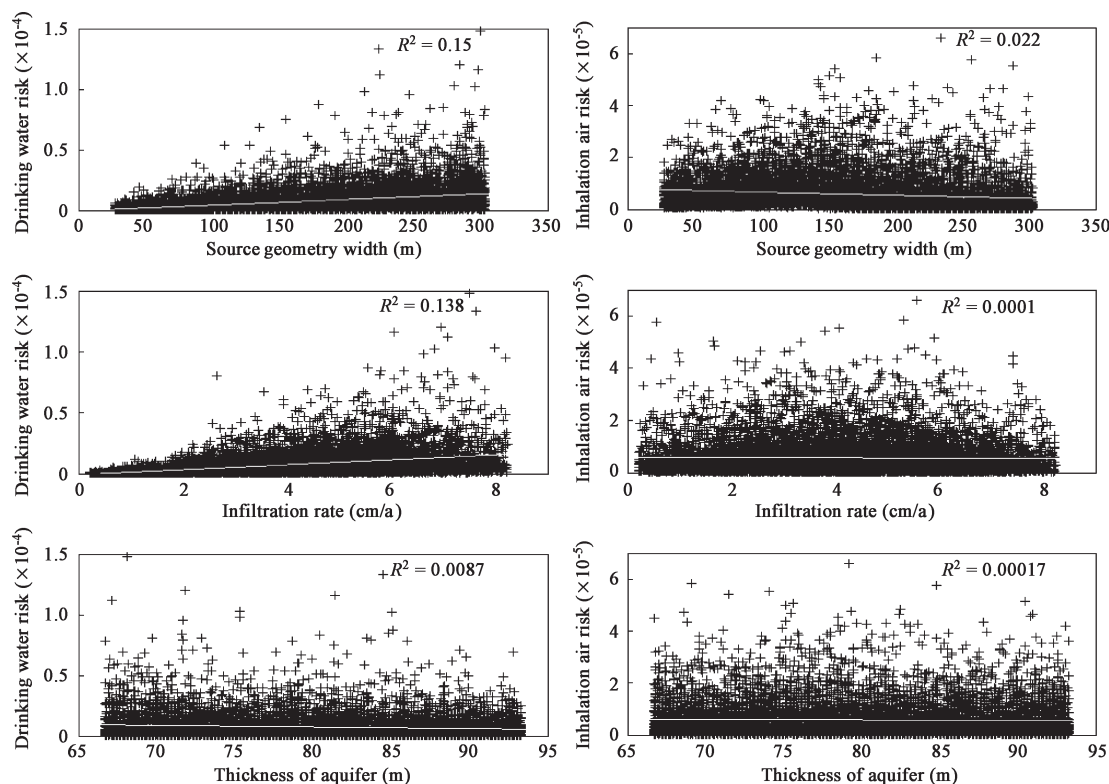 Drinking water risk (×10⁻⁴)
1.5
1.0
0.5
0
R² = 0.15
0 50 100 150 200 250 300 350
Source geometry width (m)
Inhalation air risk (×10⁻⁵)
6
4
2
0
R² = 0.022
0 50 100 150 200 250 300 350
Source geometry width (m)
Drinking water risk (×10⁻⁴)
1.5
1.0
0.5
0
R² = 0.138
0 2 4 6 8
Infiltration rate (cm/a)
Inhalation air risk (×10⁻⁵)
6
4
2
0
R² = 0.0001
0 2 4 6 8
Infiltration rate (cm/a)
Drinking water risk (×10⁻⁴)
1.5
1.0
0.5
0
R² = 0.0087
65 70 75 80 85 90 95
Thickness of aquifer (m)
Inhalation air risk (×10⁻⁵)
6
4
2
0
R² = 0.00017
65 70 75 80 85 90 95
Thickness of aquifer (m)